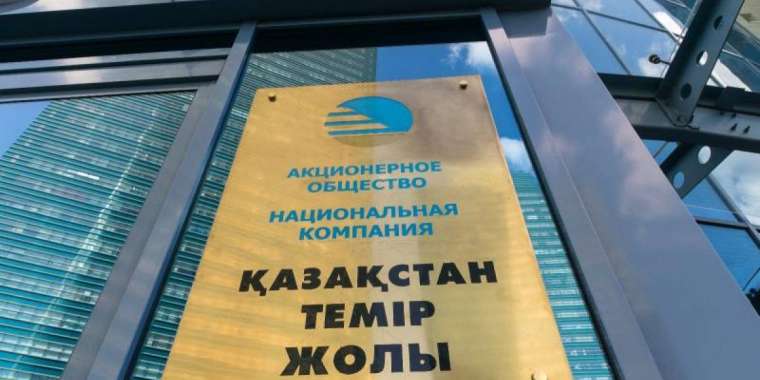 АКЦИОНЕРНОЕ
ОБЩЕСТВО
НАЦИОНАЛЬНАЯ
КОМПАНИЯ
ҚАЗАҚСТАН
ТЕМІР
ЖОЛЫ